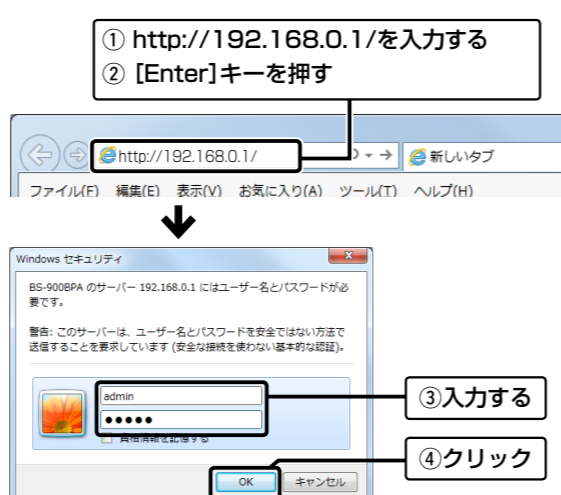 ① http://192.168.0.1/を入力する
② [Enter]キーを押す
http://192.168.0.1/
新しいタブ
ファイル(F) 編集(E) 表示(V) お気に入り(A) ツール(T) ヘルプ(H)
Windows セキュリティ
BS-900BPA のサーバー 192.168.0.1 にはユーザー名とパスワードが必
要です。
警告: このサーバーは、ユーザー名とパスワードを安全ではない方法で
送信することを要求しています (安全な接続を使わない基本的な認証)。
admin
●●●●●
資格情報を記憶する
③入力する
④クリック
OK キャンセル